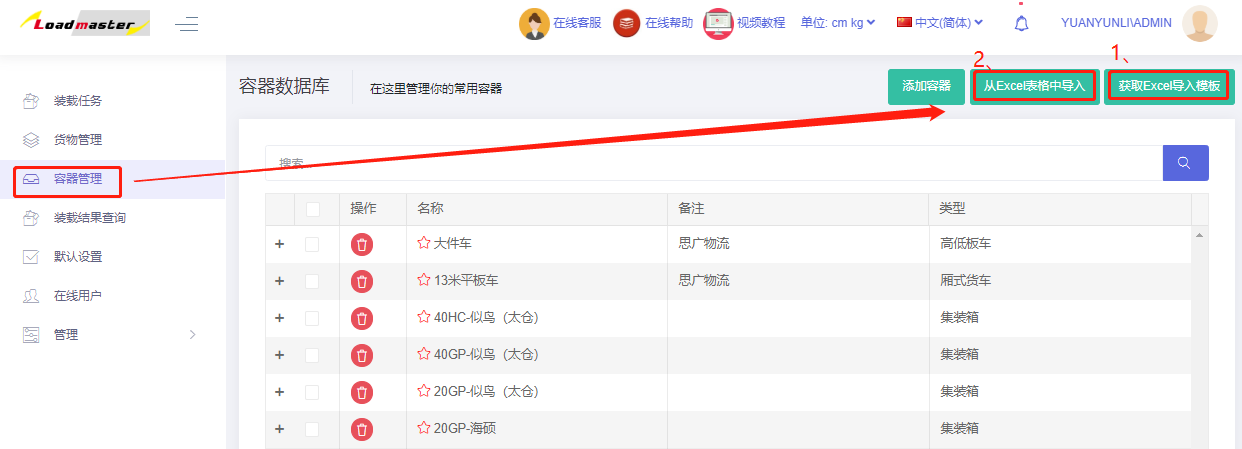 Loadmaster
在线客服
在线帮助
视频教程
单位: cm kg
中文(简体)
YUANYUNLI\ADMIN
装载任务
货物管理
容器管理
装载结果查询
默认设置
在线用户
管理
容器数据库
在这里管理你的常用容器
2、
1、
添加容器
从Excel表格中导入
获取Excel导入模板
搜索
操作
名称
备注
类型
大件车
思广物流
高低板车
13米平板车
思广物流
厢式货车
40HC-似鸟（太仓）
集装箱
40GP-似鸟（太仓）
集装箱
20GP-似鸟（太仓）
集装箱
20GP-海硕
集装箱